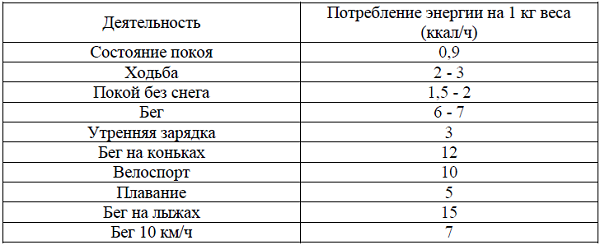 Деятельность
Потребление энергии на 1 кг веса
(ккал/ч)
Состояние покоя 0,9
Ходьба 2 - 3
Покой без снега 1,5 - 2
Бег 6 - 7
Утренняя зарядка 3
Бег на коньках 12
Велоспорт 10
Плавание 5
Бег на лыжах 15
Бег 10 км/ч 7